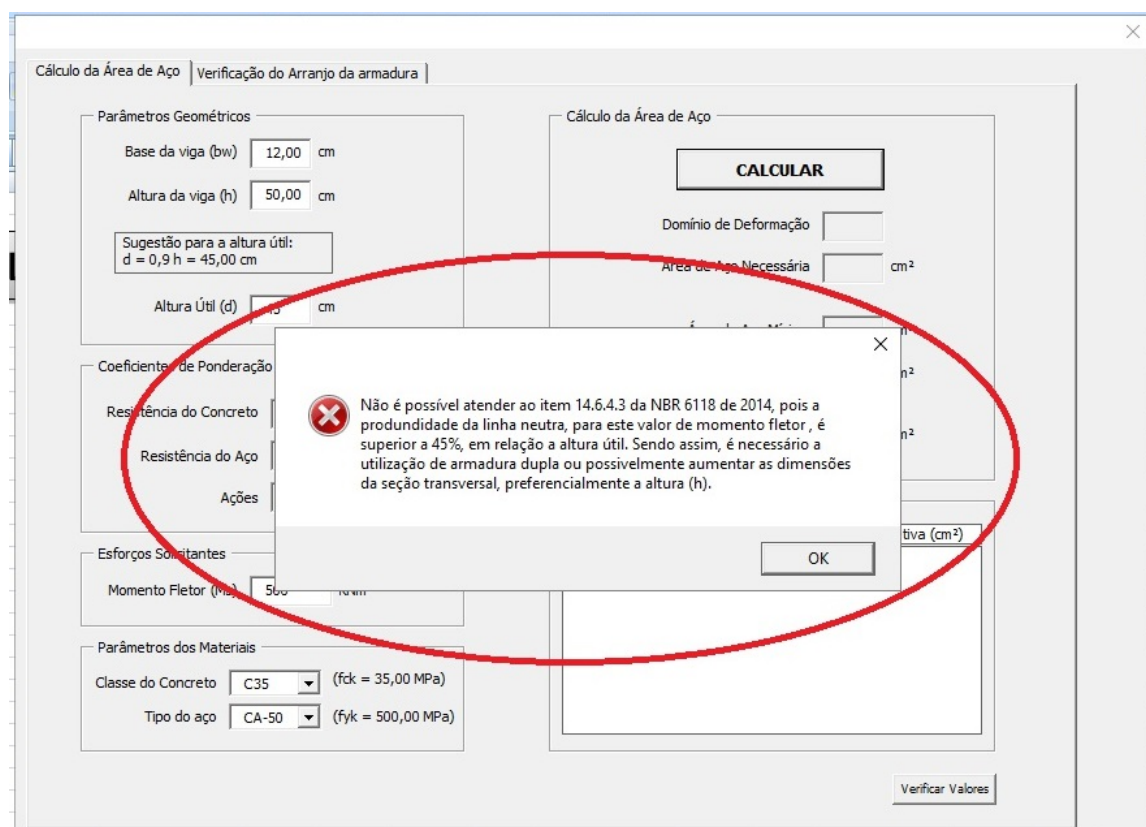 Cálculo da Área de Aço
Verificação do Arranjo da armadura
Parâmetros Geométricos
Base da viga (bw) 12,00 cm
Altura da viga (h) 50,00 cm
Sugestão para a altura útil:
d = 0,9 h = 45,00 cm
Altura Útil (d) 45 cm
Coeficientes de Ponderação
Resistência do Concreto
Resistência do Aço
Ações
Esforços Solicitantes
Momento Fletor (Ms) kNm
Parâmetros dos Materiais
Classe do Concreto C35 (fck = 35,00 MPa)
Tipo do aço CA-50 (fyk = 500,00 MPa)
Cálculo da Área de Aço
CALCULAR
Domínio de Deformação
Área de Aço Necessária cm²
Não é possível atender ao item 14.6.4.3 da NBR 6118 de 2014, pois a
produndidade da linha neutra, para este valor de momento fletor , é
superior a 45%, em relação a altura útil. Sendo assim, é necessário a
utilização de armadura dupla ou possivelmente aumentar as dimensões
da seção transversal, preferencialmente a altura (h).
OK
tiva (cm²)
Verificar Valores